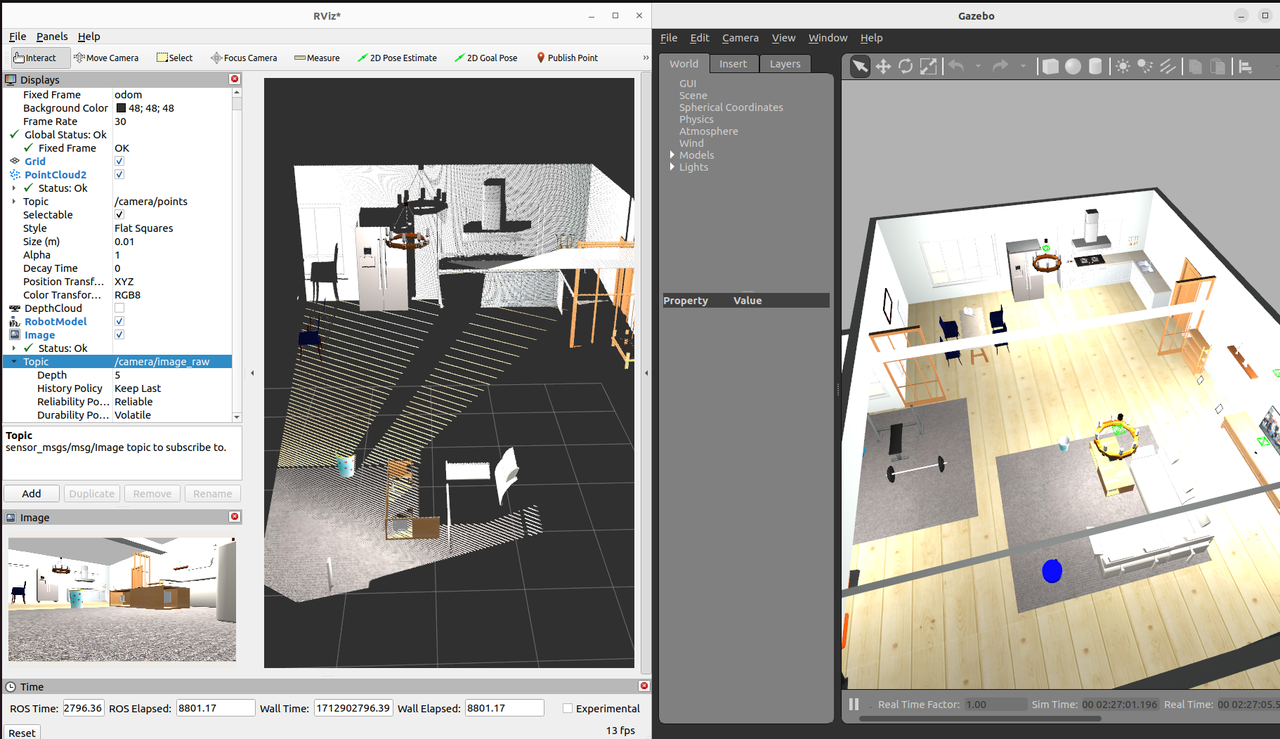 RViz*
File Panels Help
Interact Move Camera Select Focus Camera Measure 2D Pose Estimate 2D Goal Pose Publish Point »
Displays
Fixed Frame odom
Background Color 48; 48; 48
Frame Rate 30
Global Status: Ok
Fixed Frame OK
Grid
PointCloud2
Status: Ok
Topic /camera/points
Selectable
Style Flat Squares
Size (m) 0.01
Alpha 1
Decay Time 0
Position Transf... XYZ
Color Transfor... RGB8
DepthCloud
RobotModel
Image
Status: Ok
Topic /camera/image_raw
Depth 5
History Policy Keep Last
Reliability Po... Reliable
Durability Po... Volatile
Topic
sensor_msgs/msg/Image topic to subscribe to.
Add Duplicate Remove Rename
Image
Time
ROS Time: 2796.36 ROS Elapsed: 8801.17 Wall Time: 1712902796.39 Wall Elapsed: 8801.17 Experimental
Reset 13 fps
Gazebo
File Edit Camera View Window Help
World Insert Layers
GUI
Scene
Spherical Coordinates
Physics
Atmosphere
Wind
Models
Lights
Property Value
Real Time Factor: 1.00 Sim Time: 00 02:27:01.196 Real Time: 00 02:27:05.5